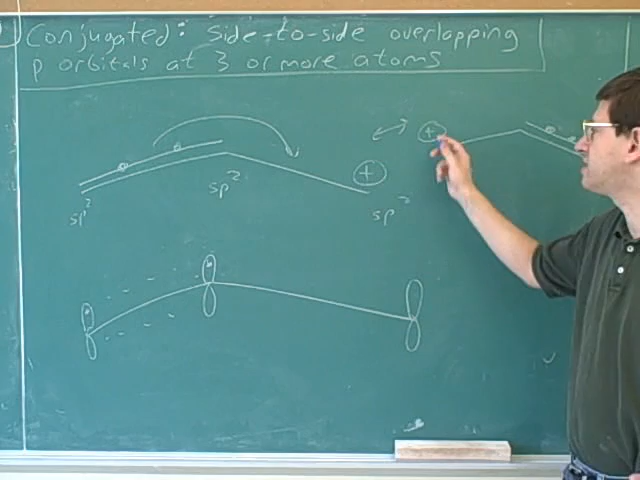 Conjugated: Side-to-side overlapping
p orbitals at 3 or more atoms
+
+
sp²
sp²
sp²